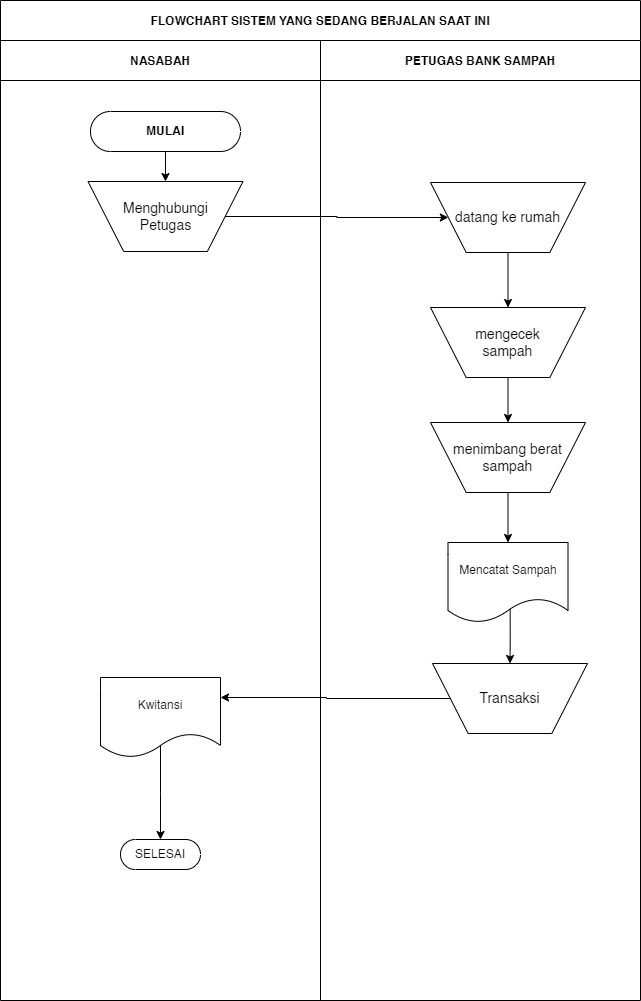 FLOWCHART SISTEM YANG SEDANG BERJALAN SAAT INI
NASABAH
PETUGAS BANK SAMPAH
MULAI
Menghubungi
Petugas
datang ke rumah
mengecek
sampah
menimbang berat
sampah
Mencatat Sampah
Transaksi
Kwitansi
SELESAI